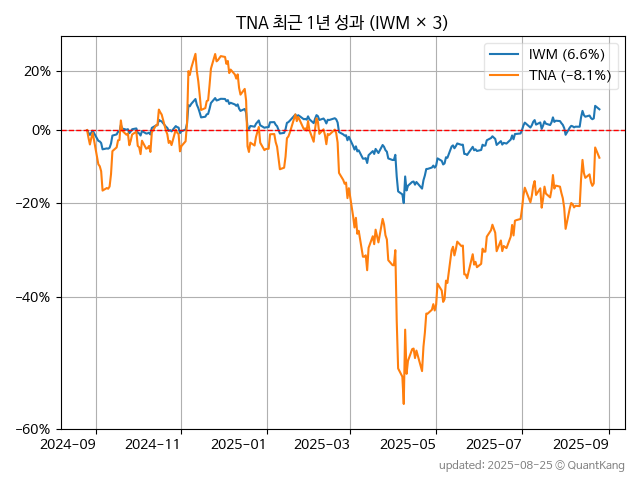 TNA 최근 1년 성과 (IWM × 3)
IWM (6.6%)
TNA (−8.1%)
20%
0%
−20%
−40%
−60%
2024-09 2024-11 2025-01 2025-03 2025-05 2025-07 2025-09
updated: 2025-08-25 © QuantKang